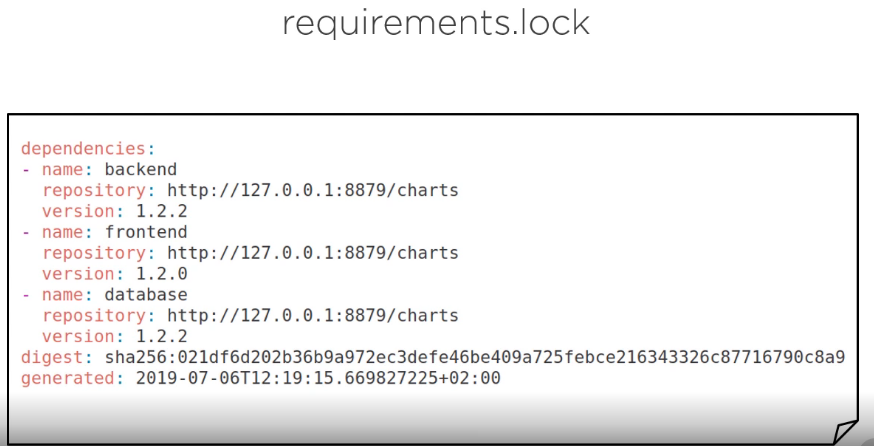 requirements.lock
dependencies:
- name: backend
  repository: http://127.0.0.1:8879/charts
  version: 1.2.2
- name: frontend
  repository: http://127.0.0.1:8879/charts
  version: 1.2.0
- name: database
  repository: http://127.0.0.1:8879/charts
  version: 1.2.2
digest: sha256:021df6d202b36b9a972ec3defe46be409a725febce216343326c87716790c8a9
generated: 2019-07-06T12:19:15.669827225+02:00